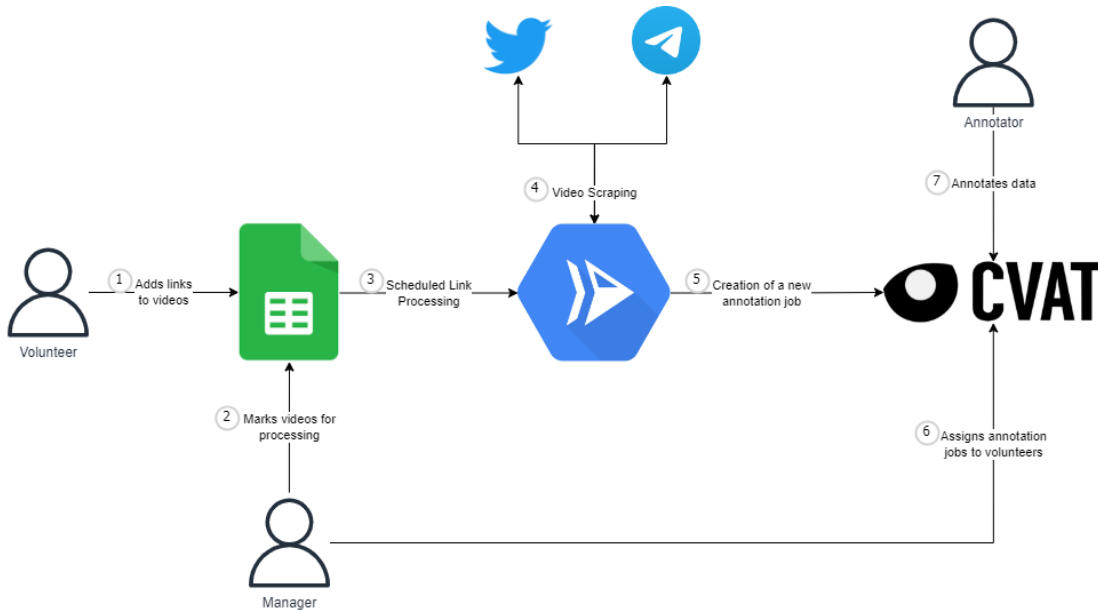 Annotator
7 Annotates data
4 Video Scraping
1 Adds links
to videos
3 Scheduled Link
Processing
5 Creation of a new
annotation job
CVAT
Volunteer
2 Marks videos for
processing
6 Assigns annotation
jobs to volunteers
Manager